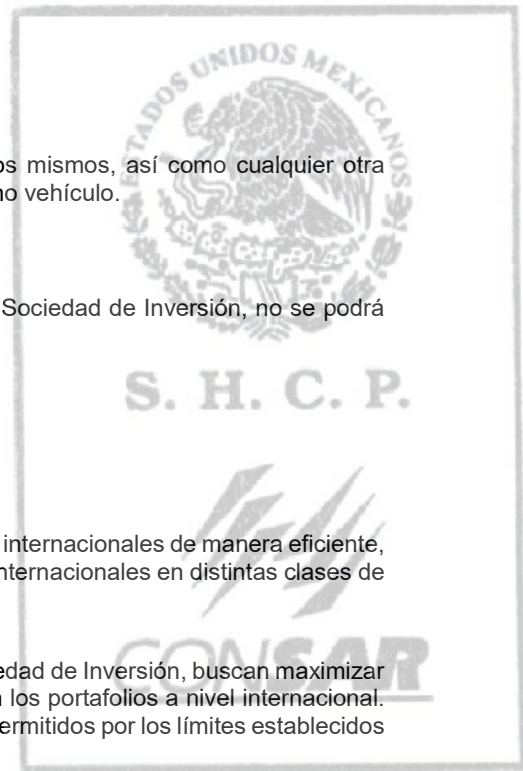 ESTADOS UNIDOS MEXICANOS
os mismos, así como cualquier otra
no vehículo.
Sociedad de Inversión, no se podrá
S. H. C. P.
internacionales de manera eficiente,
nternacionales en distintas clases de
CONSAR
edad de Inversión, buscan maximizar
los portafolios a nivel internacional.
ermitidos por los límites establecidos